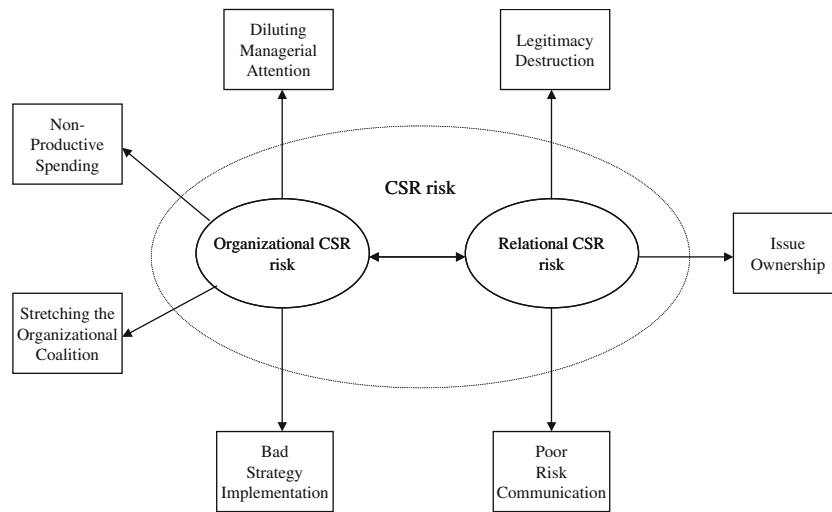 Diluting
Managerial
Attention
Legitimacy
Destruction
Non-
Productive
Spending
CSR risk
Organizational CSR
risk
Relational CSR
risk
Issue
Ownership
Stretching the
Organizational
Coalition
Bad
Strategy
Implementation
Poor
Risk
Communication